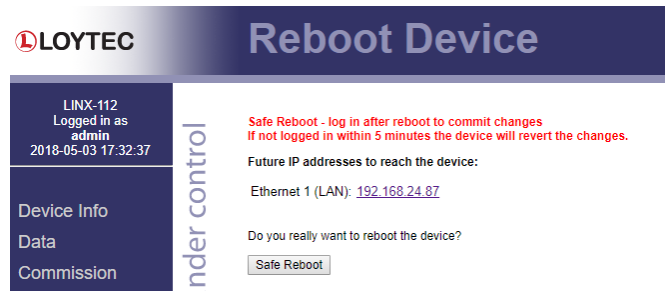 LOYTEC
Reboot Device
LINX-112
Logged in as
admin
2018-05-03 17:32:37
Device Info
Data
Commission
nder control
Safe Reboot - log in after reboot to commit changes
If not logged in within 5 minutes the device will revert the changes.
Future IP addresses to reach the device:
Ethernet 1 (LAN): 192.168.24.87
Do you really want to reboot the device?
Safe Reboot